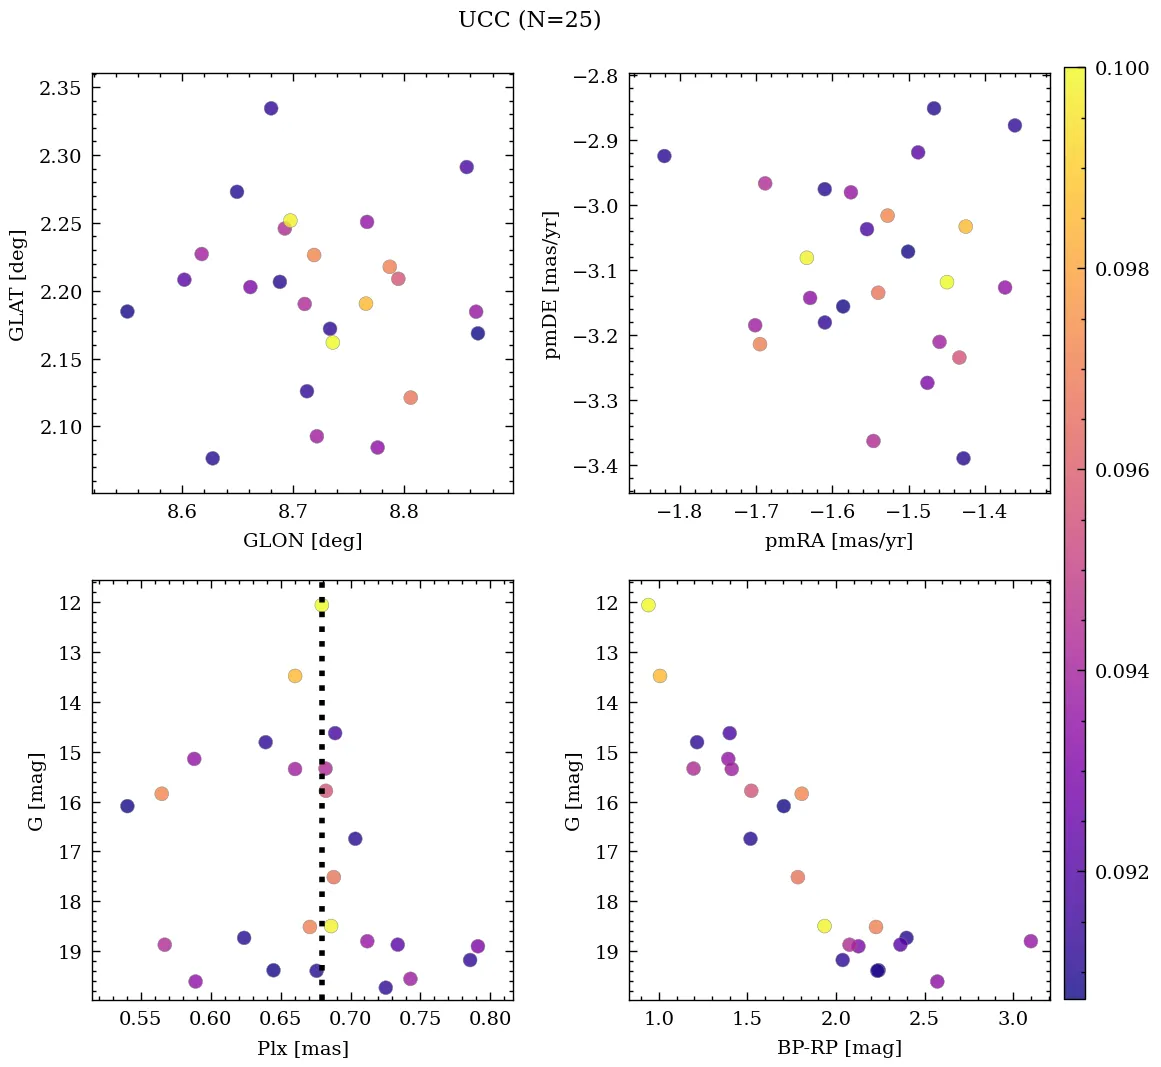 UCC (N=25)
2.35
2.30
2.25
2.20
2.15
2.10
GLAT [deg]
8.6 8.7 8.8
GLON [deg]
−2.8
−2.9
−3.0
−3.1
−3.2
−3.3
−3.4
pmDE [mas/yr]
−1.8 −1.7 −1.6 −1.5 −1.4
pmRA [mas/yr]
12
13
14
15
16
17
18
19
G [mag]
0.55 0.60 0.65 0.70 0.75 0.80
Plx [mas]
12
13
14
15
16
17
18
19
G [mag]
1.0 1.5 2.0 2.5 3.0
BP-RP [mag]
0.100
0.098
0.096
0.094
0.092